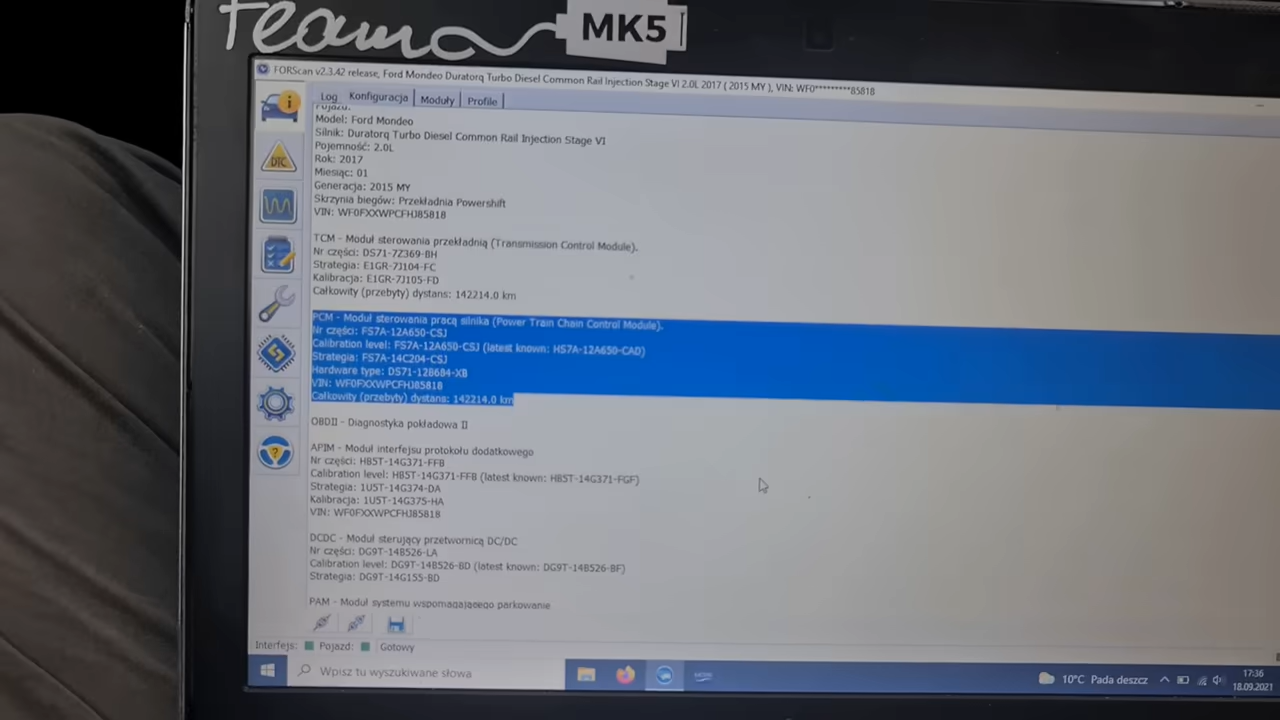 Team
MK5
FORScan v2.3.42 release, Ford Mondeo Duratorq Turbo Diesel Common Rail Injection Stage VI 2.0L 2017 ( 2015 MY ), VIN: WF0*********85818
Log Konfiguracja Moduły Profile
Pojazd:
Model: Ford Mondeo
Silnik: Duratorq Turbo Diesel Common Rail Injection Stage VI
Pojemność: 2.0L
Rok: 2017
Miesiąc: 01
Generacja: 2015 MY
Skrzynia biegów: Przekładnia Powershift
VIN: WF0FXXWPCFHJ85818
TCM - Moduł sterowania przekładnią (Transmission Control Module).
Nr części: DS71-7Z369-BH
Strategia: E1GR-7J104-FC
Kalibracja: E1GR-7J105-FD
Całkowity (przebyty) dystans: 142214.0 km
PCM - Moduł sterowania pracą silnika (Power Train Chain Control Module).
Nr części: FS7A-12A650-CSJ
Calibration level: FS7A-12A650-CSJ (latest known: HS7A-12A650-CAD)
Strategia: FS7A-14C204-CSJ
Hardware type: DS71-12B684-XB
VIN: WF0FXXWPCFHJ85818
Całkowity (przebyty) dystans: 142214.0 km
OBDII - Diagnostyka pokładowa II
APIM - Moduł interfejsu protokołu dodatkowego
Nr części: HB5T-14G371-FFB
Calibration level: HB5T-14G371-FFB (latest known: HB5T-14G371-FGF)
Strategia: 1U5T-14G374-DA
Kalibracja: 1U5T-14G375-HA
VIN: WF0FXXWPCFHJ85818
DCDC - Moduł sterujący przetwornicą DC/DC
Nr części: DG9T-14B526-LA
Calibration level: DG9T-14B526-BD (latest known: DG9T-14B526-BF)
Strategia: DG9T-14G155-BD
PAM - Moduł systemu wspomagającego parkowanie
Interfejs: Pojazd: Gotowy
Wpisz tu wyszukiwane słowa
10°C Pada deszcz
17:36
18.09.2021
DTC